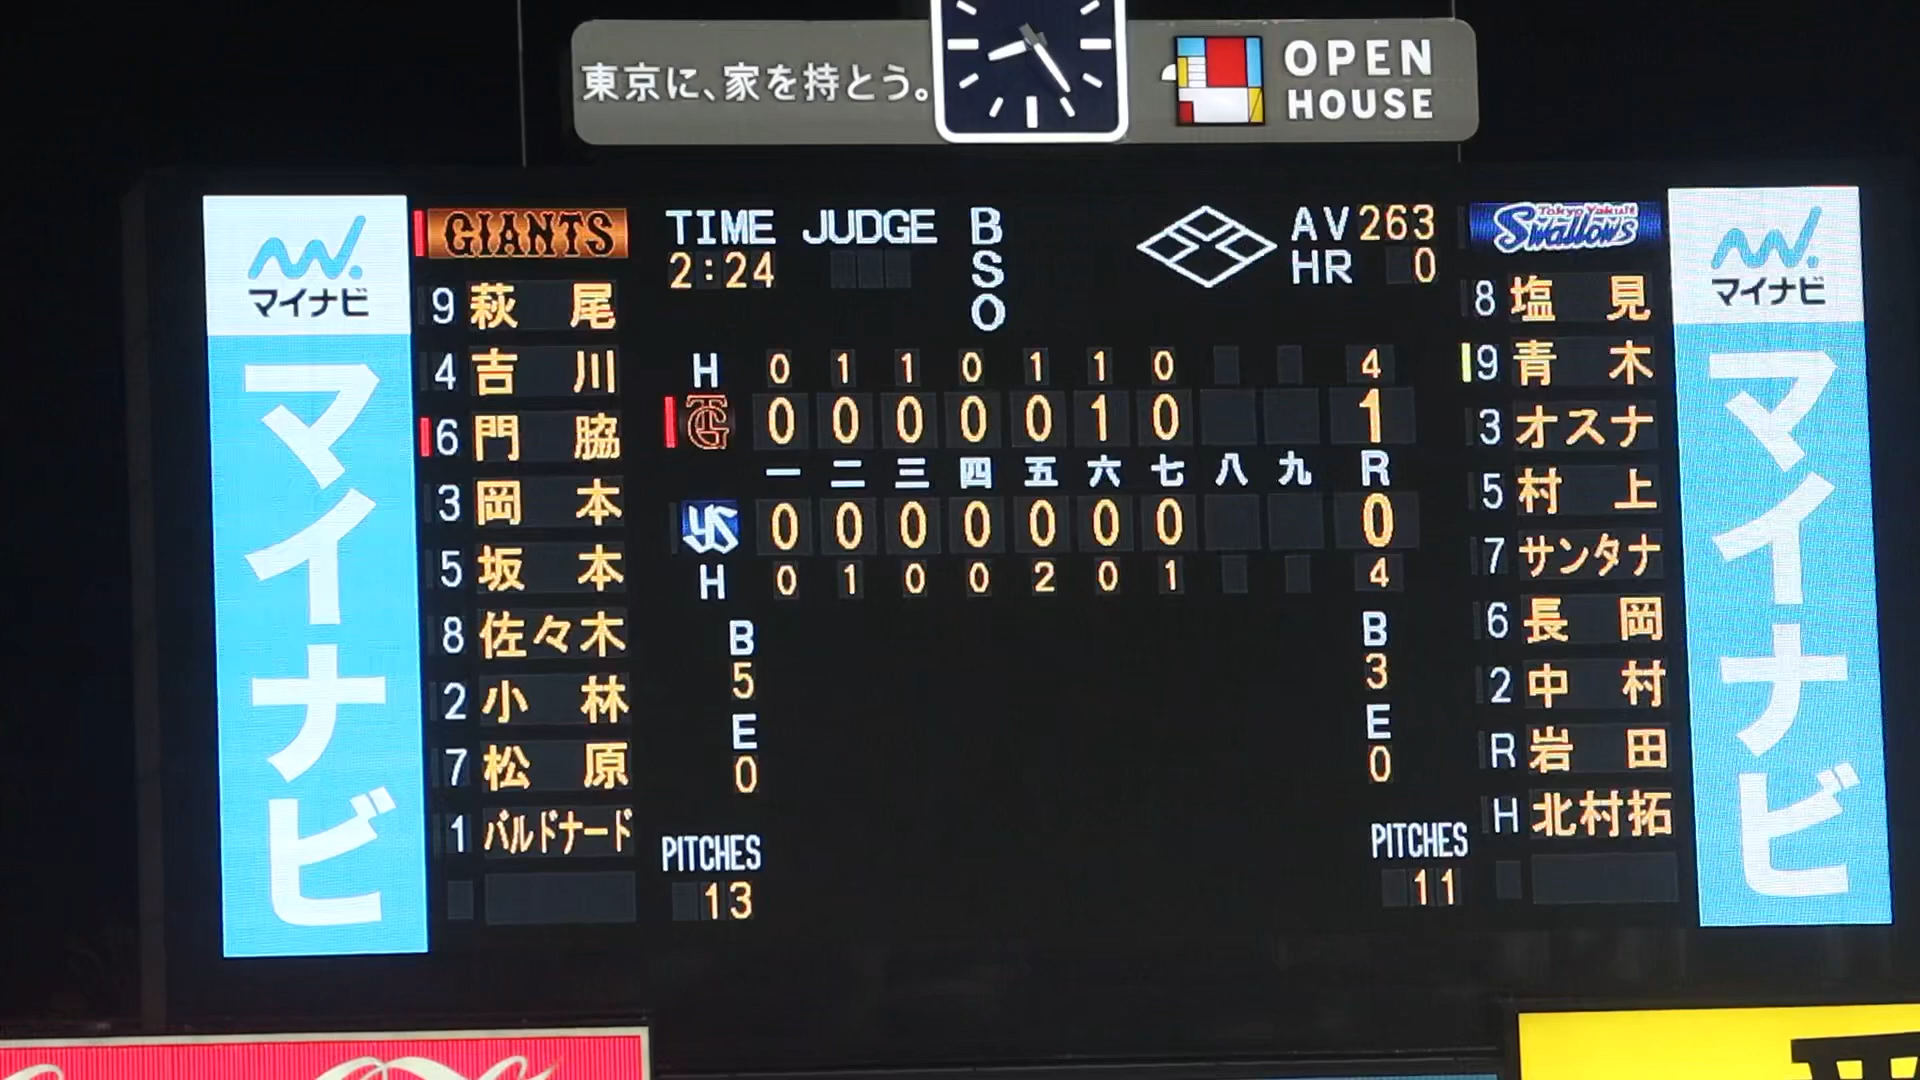 東京に、家を持とう。
OPEN
HOUSE
マイナビ
マイナビ
GIANTS
9 萩尾
4 吉川
6 門脇
3 岡本
5 坂本
8 佐々木
2 小林
7 松原
1 バルドナード
TIME JUDGE
2:24
B
S
O
AV 263
HR 0
H 0 1 1 0 1 1 0 4
TG 0 0 0 0 0 1 0 1
一 二 三 四 五 六 七 八 九 R
YS 0 0 0 0 0 0 0 0
H 0 1 0 0 2 0 1 4
B
5
E
0
PITCHES
13
B
3
E
0
PITCHES
11
Tokyo Yakult
Swallows
8 塩見
9 青木
3 オスナ
5 村上
7 サンタナ
6 長岡
2 中村
R 岩田
H 北村拓
マイナビ
マイナビ